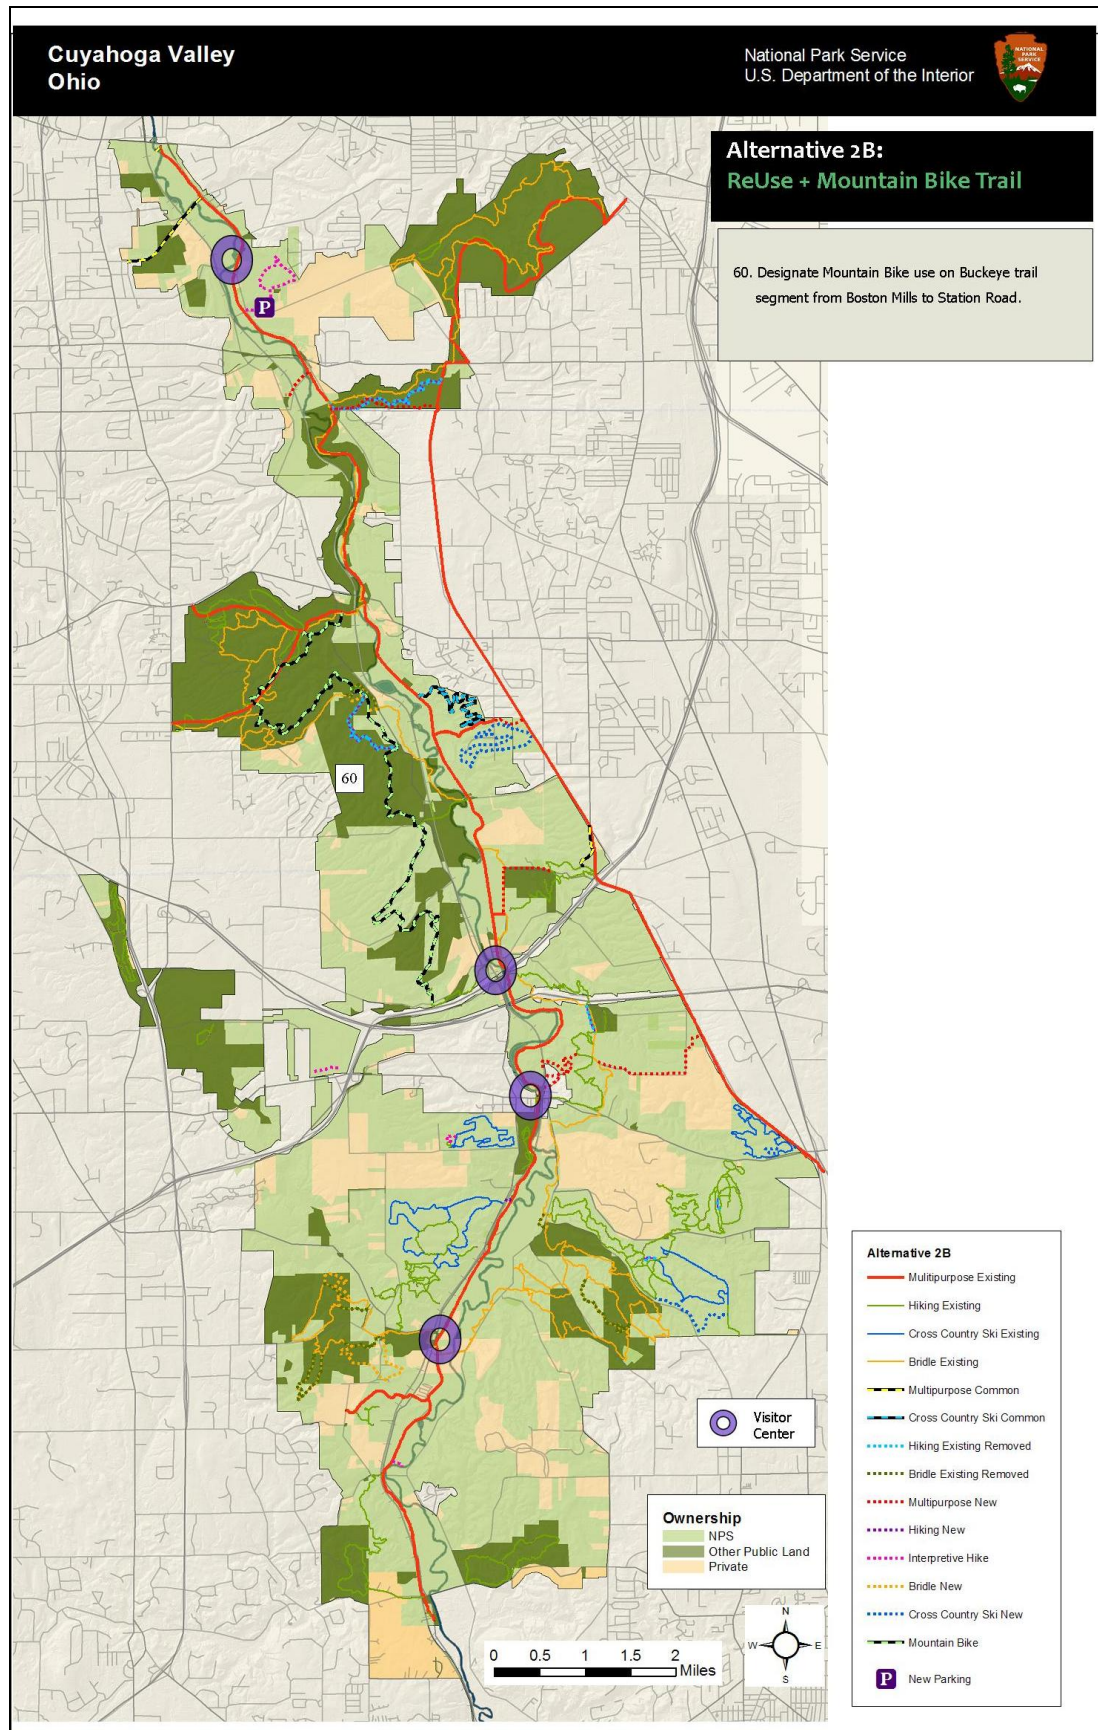 Cuyahoga Valley
Ohio
National Park Service
U.S. Department of the Interior
NATIONAL
PARK
SERVICE
Alternative 2B:
ReUse + Mountain Bike Trail
60. Designate Mountain Bike use on Buckeye trail
segment from Boston Mills to Station Road.
P
60
Alternative 2B
Mulitipurpose Existing
Hiking Existing
Cross Country Ski Existing
Bridle Existing
Multipurpose Common
Cross Country Ski Common
Hiking Existing Removed
Bridle Existing Removed
Multipurpose New
Hiking New
Interpretive Hike
Bridle New
Cross Country Ski New
Mountain Bike
P New Parking
Visitor
Center
Ownership
NPS
Other Public Land
Private
N
W E
S
0 0.5 1 1.5 2
Miles